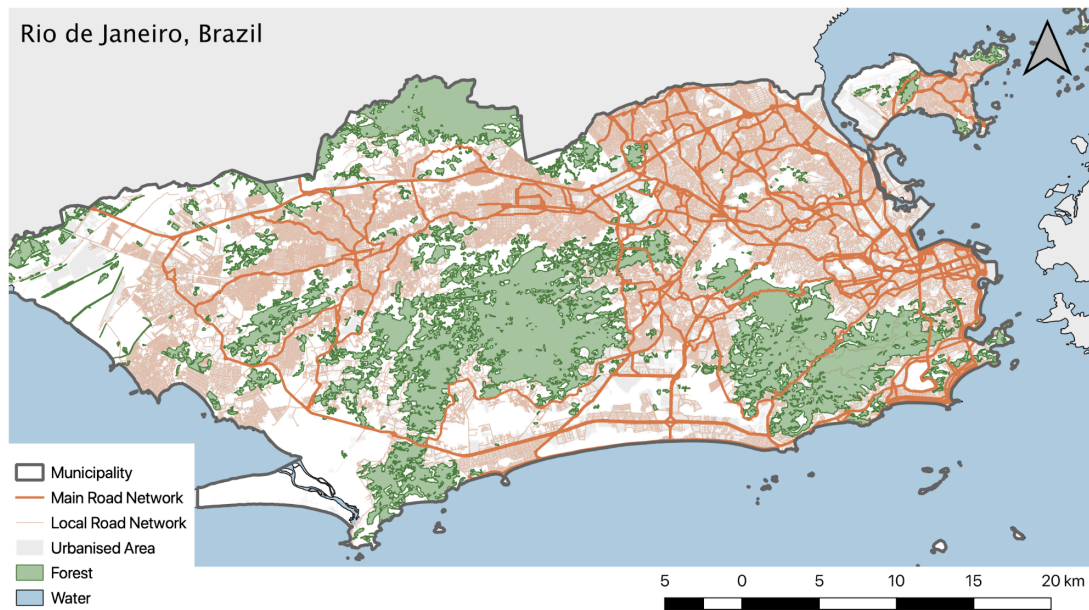 Rio de Janeiro, Brazil
Municipality
Main Road Network
Local Road Network
Urbanised Area
Forest
Water
5 0 5 10 15 20 km